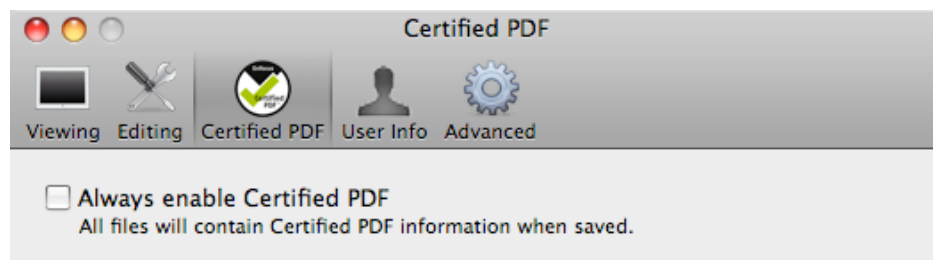 Certified PDF
Viewing Editing Certified PDF User Info Advanced
Always enable Certified PDF
All files will contain Certified PDF information when saved.